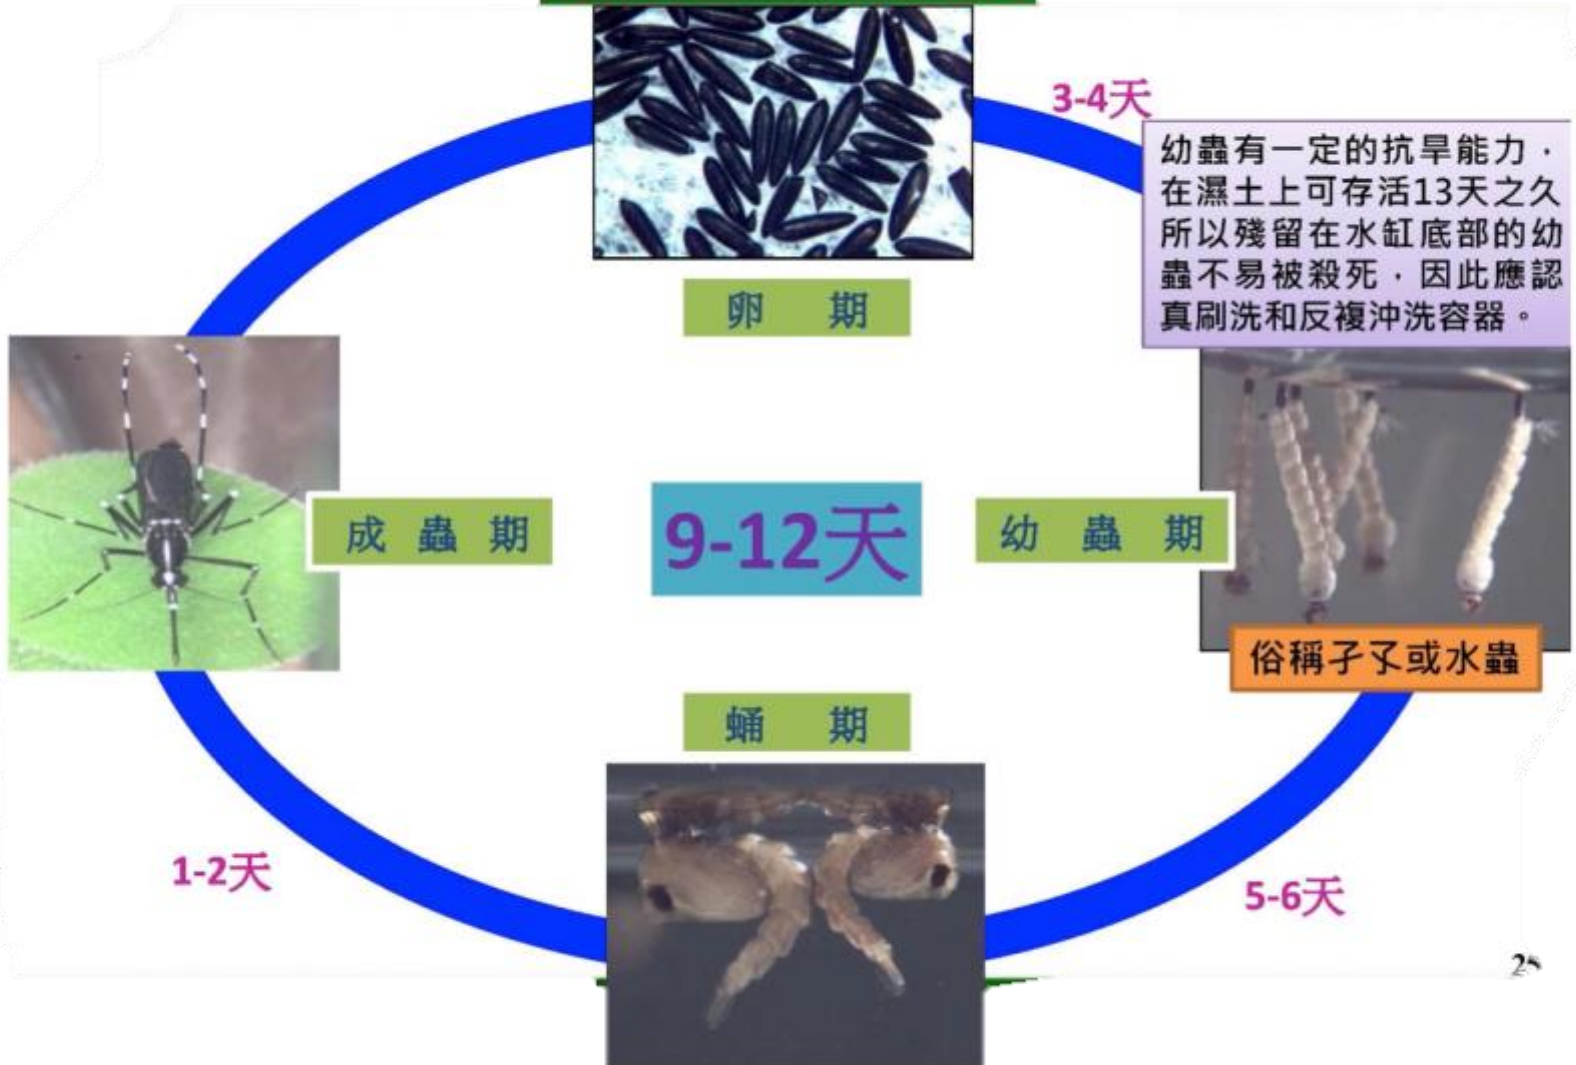 3-4天
幼蟲有一定的抗旱能力，
在濕土上可存活13天之久
所以殘留在水缸底部的幼
蟲不易被殺死，因此應認
真刷洗和反複沖洗容器。
卵 期
成 蟲 期
9-12天
幼 蟲 期
俗稱孑孓或水蟲
蛹 期
1-2天
5-6天